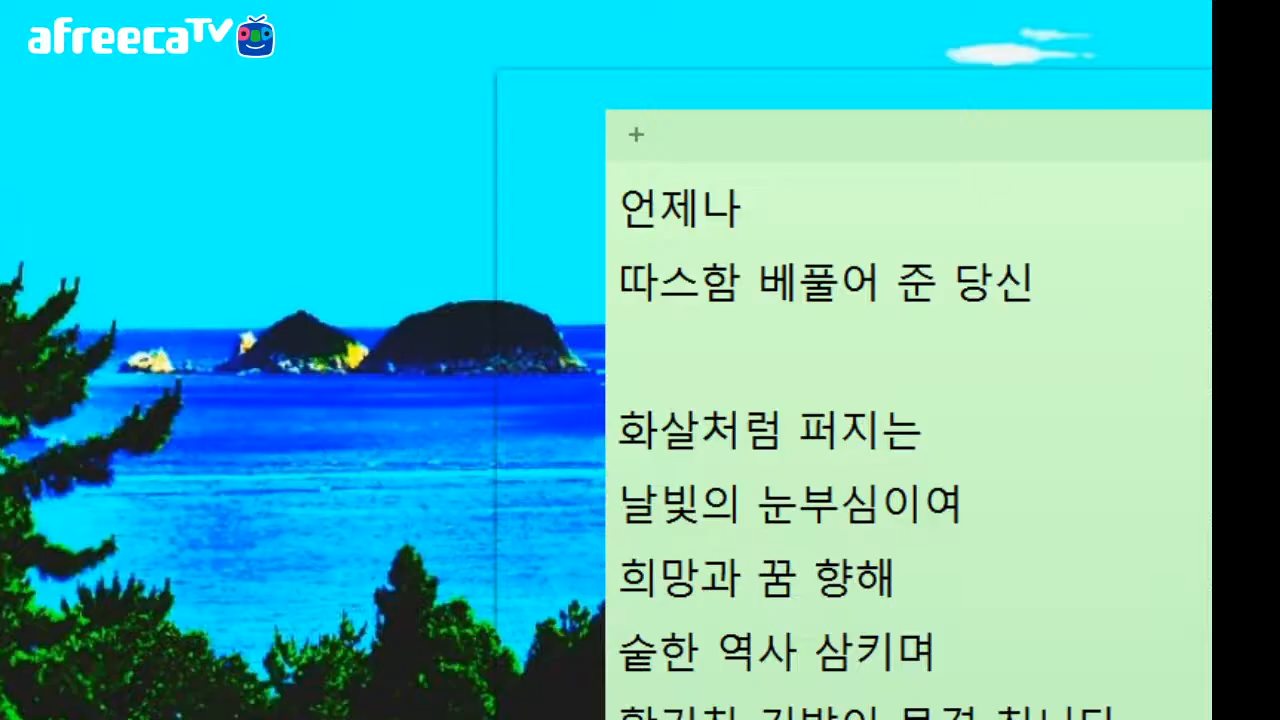 afreecaTV
+
언제나
따스함 베풀어 준 당신
화살처럼 퍼지는
날빛의 눈부심이여
희망과 꿈 향해
숱한 역사 삼키며